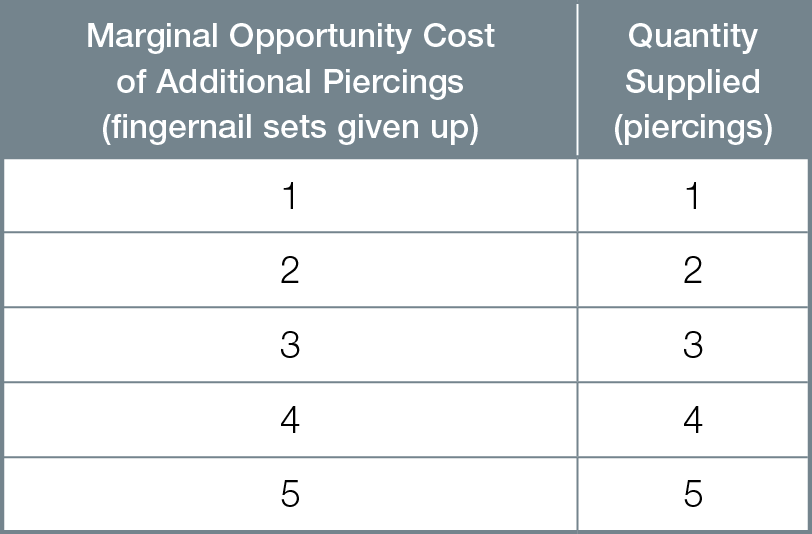 Marginal Opportunity Cost
of Additional Piercings
(fingernail sets given up)
Quantity
Supplied
(piercings)
1 1
2 2
3 3
4 4
5 5